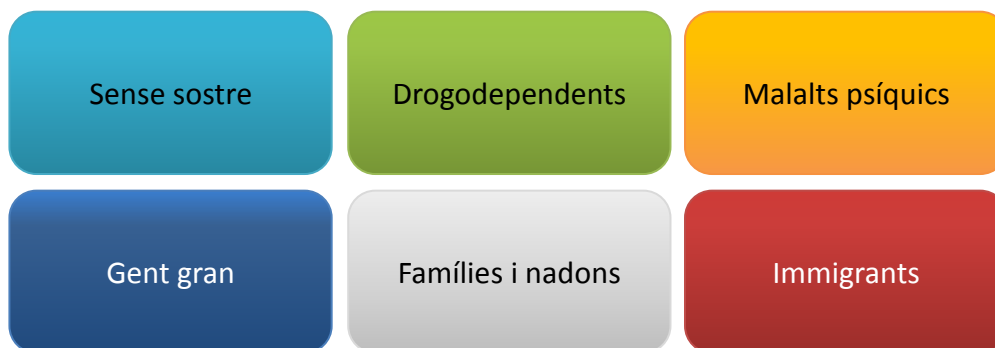 Sense sostre
Drogodependents
Malalts psíquics
Gent gran
Famílies i nadons
Immigrants